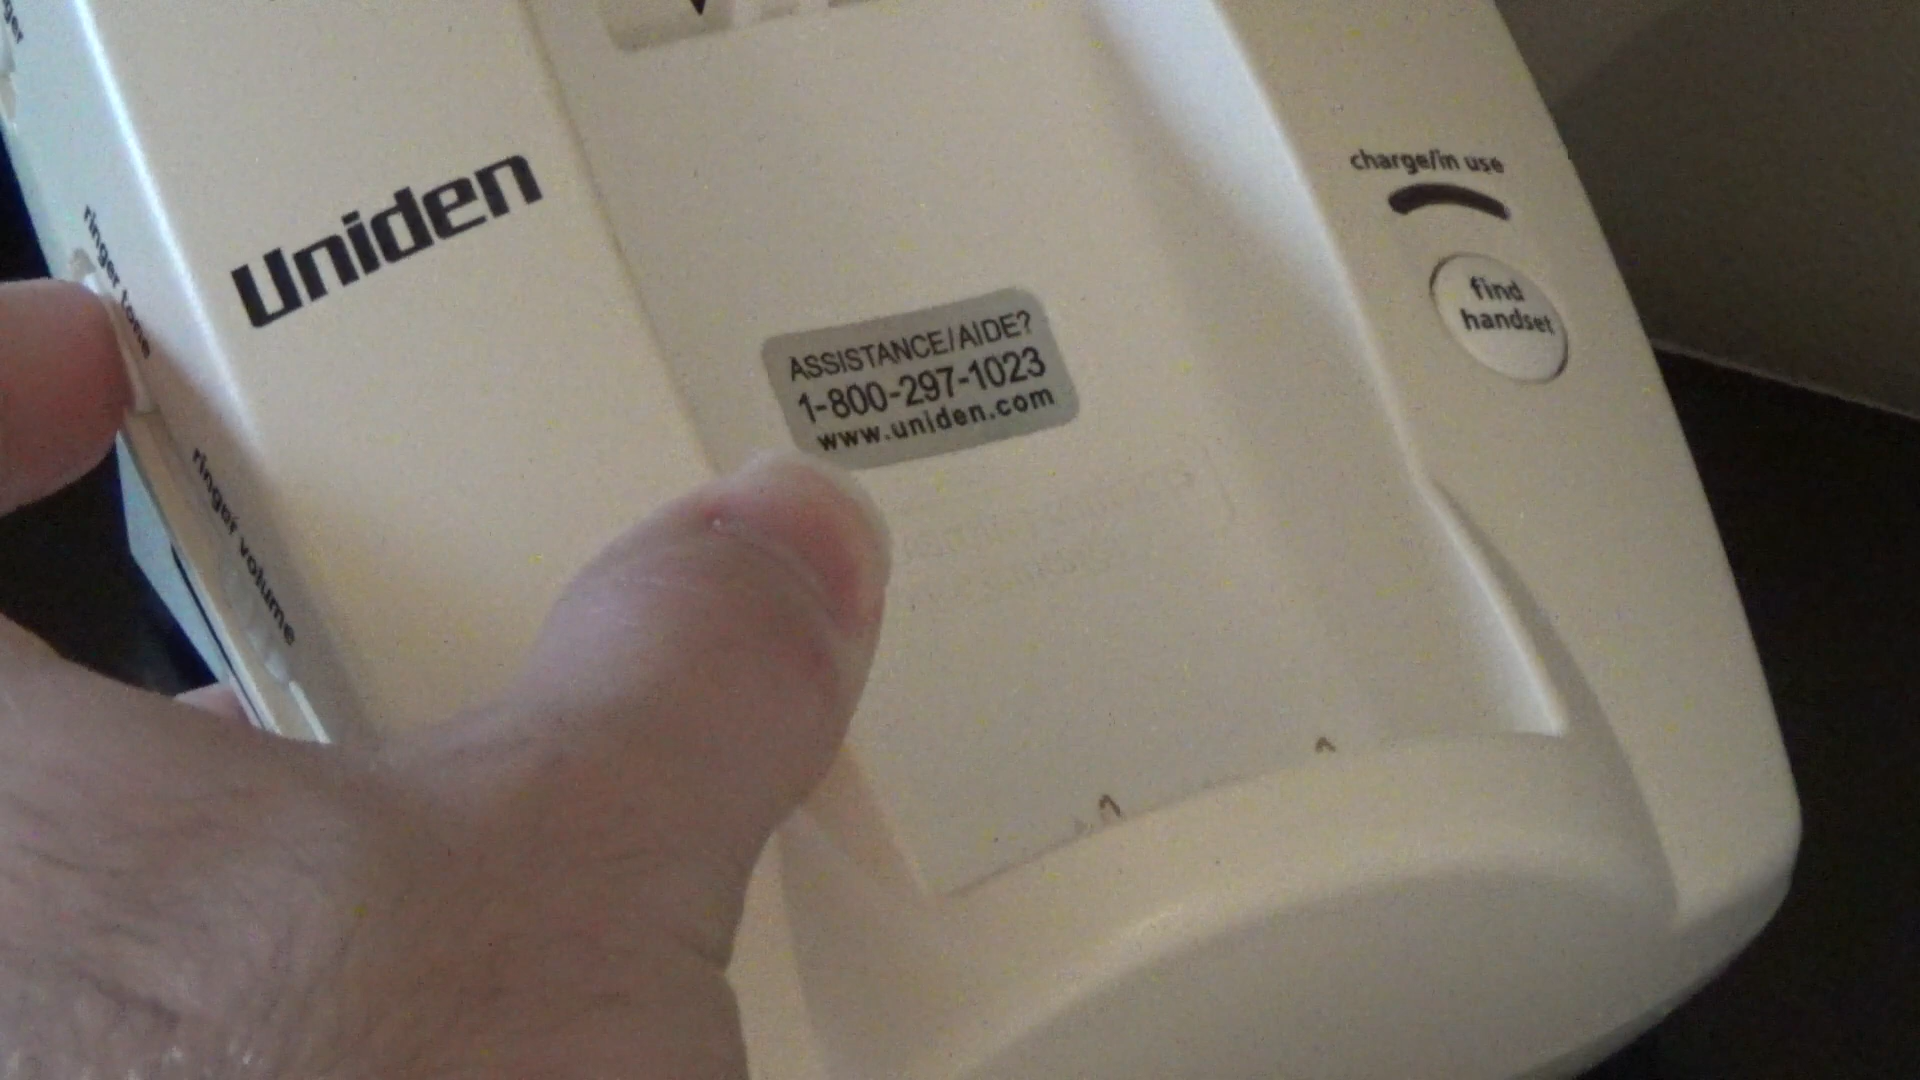 Uniden
ringer tone
ringer volume
ASSISTANCE/AIDE?
1-800-297-1023
www.uniden.com
charge/in use
find
handset